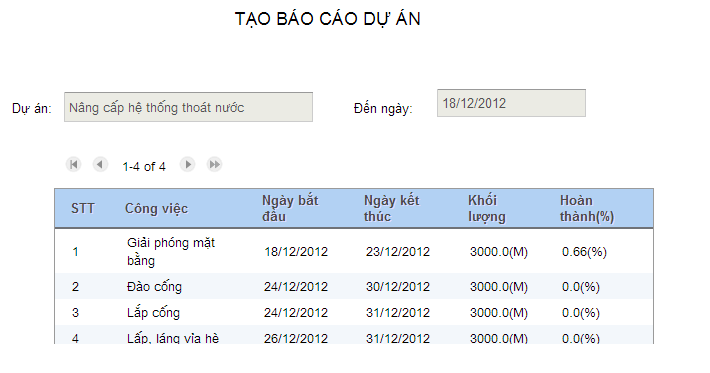 TẠO BÁO CÁO DỰ ÁN
Dự án: Nâng cấp hệ thống thoát nước Đến ngày: 18/12/2012
1-4 of 4
STT Công việc Ngày bắt đầu Ngày kết thúc Khối lượng Hoàn thành(%)
1 Giải phóng mặt bằng 18/12/2012 23/12/2012 3000.0(M) 0.66(%)
2 Đào cống 24/12/2012 30/12/2012 3000.0(M) 0.0(%)
3 Lắp cống 24/12/2012 31/12/2012 3000.0(M) 0.0(%)
4 Lấp, láng vỉa hè 26/12/2012 31/12/2012 3000.0(M) 0.0(%)